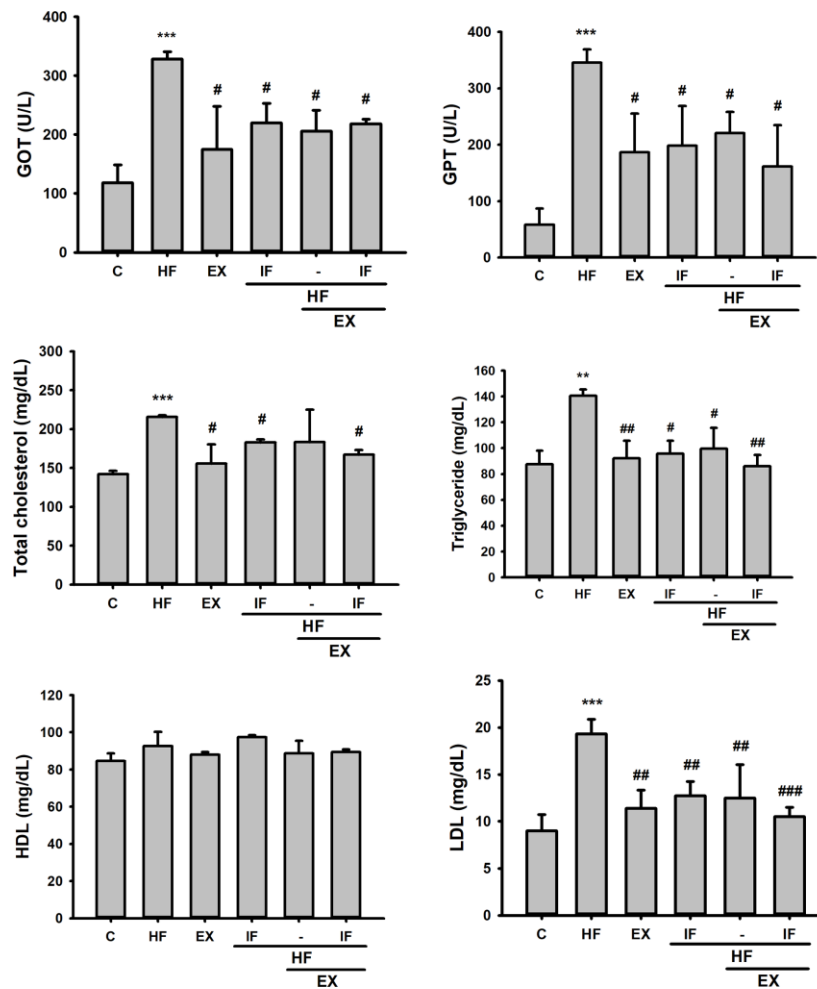 GOT (U/L)
400
300
200
100
0
***
#
#
#
#
C HF EX IF - IF
HF
EX
GPT (U/L)
400
300
200
100
0
***
#
#
#
#
C HF EX IF - IF
HF
EX
Total cholesterol (mg/dL)
300
250
200
150
100
50
0
***
#
#
#
C HF EX IF - IF
HF
EX
Triglyceride (mg/dL)
160
140
120
100
80
60
40
20
0
**
##
#
#
##
C HF EX IF - IF
HF
EX
HDL (mg/dL)
120
100
80
60
40
20
0
C HF EX IF - IF
HF
EX
LDL (mg/dL)
25
20
15
10
5
0
***
##
##
##
###
C HF EX IF - IF
HF
EX